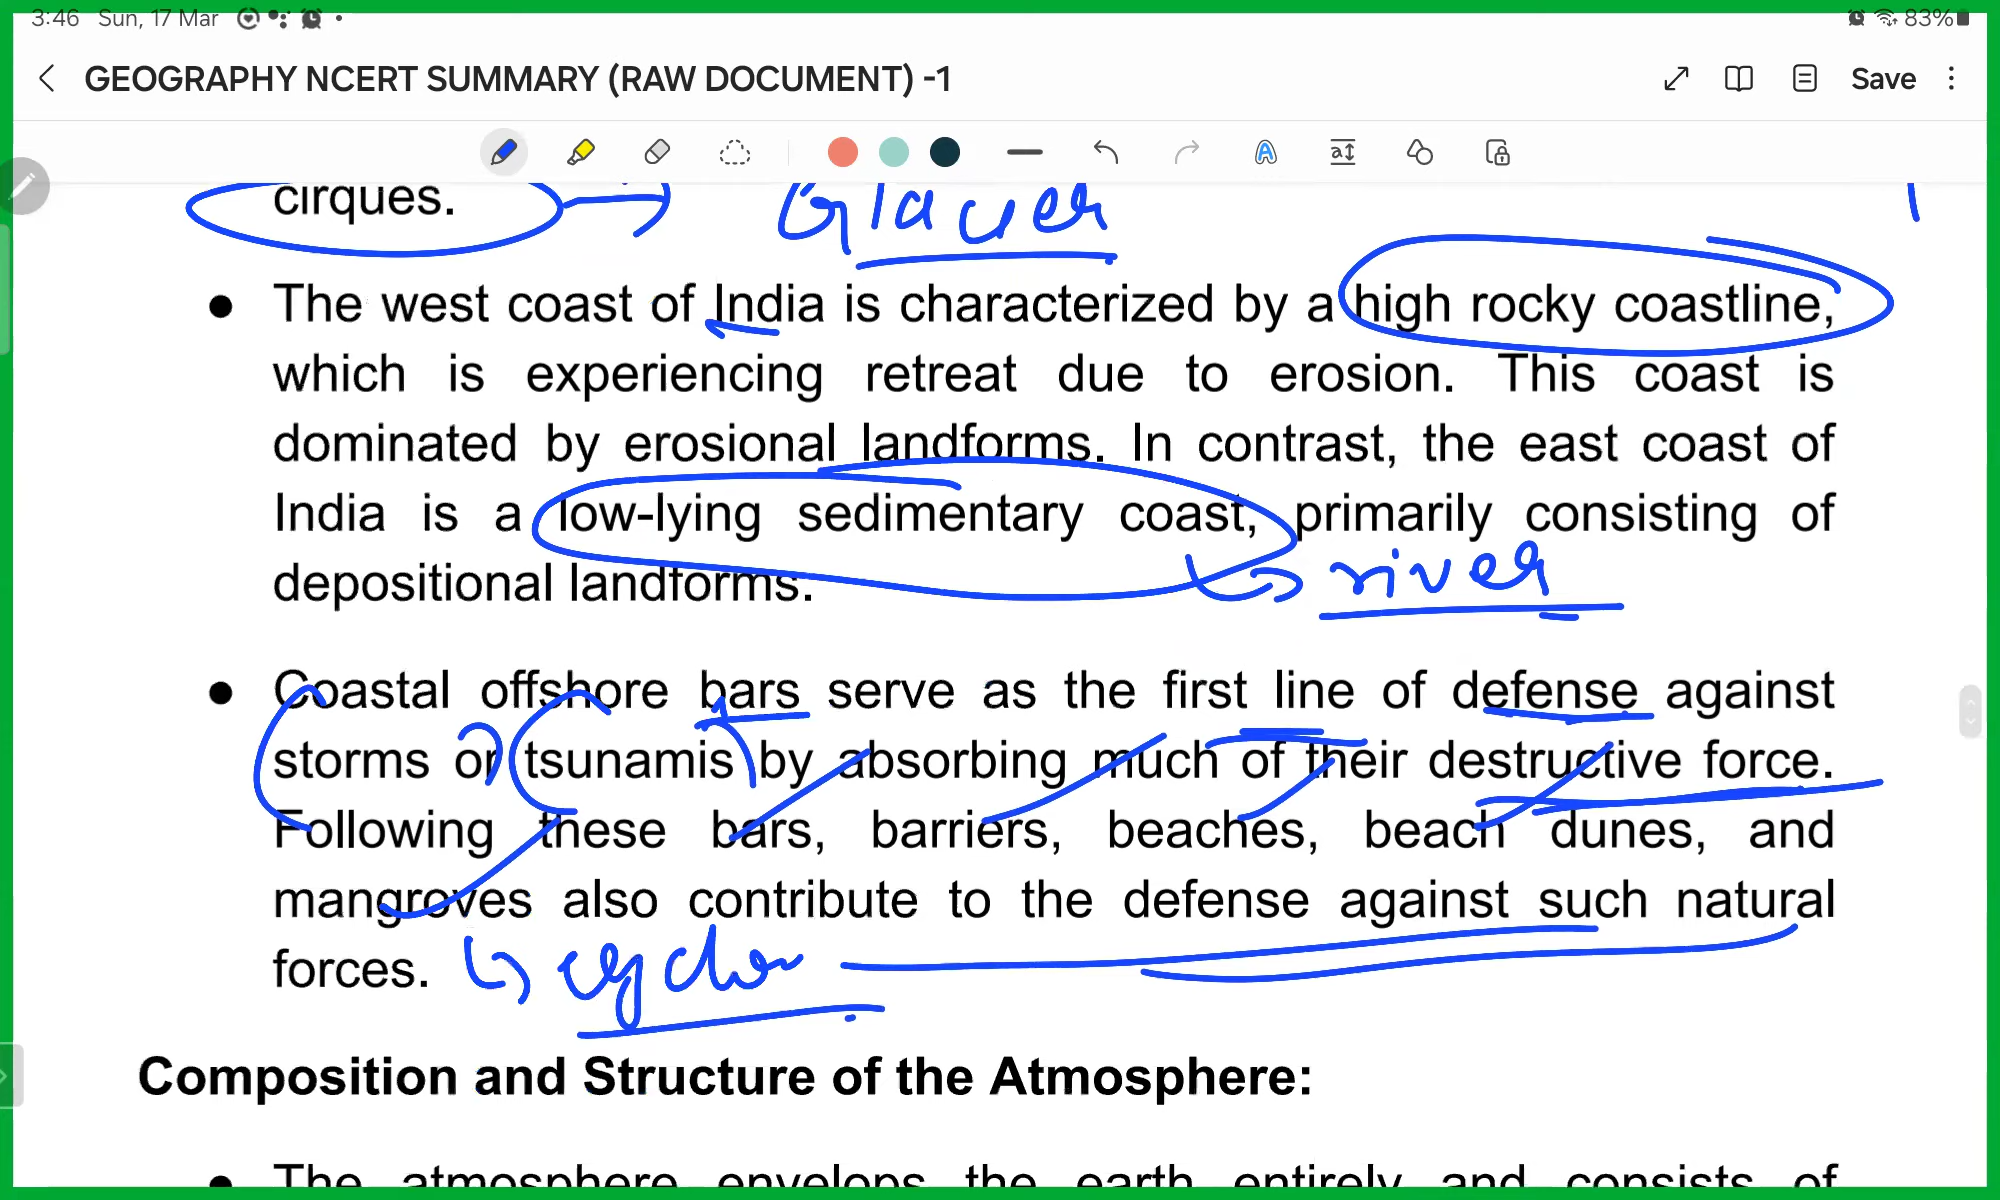 3:46 Sun, 17 Mar 83%
GEOGRAPHY NCERT SUMMARY (RAW DOCUMENT) -1 Save
cirques. Glacier
The west coast of India is characterized by a high rocky coastline,
which is experiencing retreat due to erosion. This coast is
dominated by erosional landforms. In contrast, the east coast of
India is a low-lying sedimentary coast, primarily consisting of
depositional landforms. river
Coastal offshore bars serve as the first line of defense against
storms or tsunamis by absorbing much of their destructive force.
Following these bars, barriers, beaches, beach dunes, and
mangroves also contribute to the defense against such natural
forces.
Composition and Structure of the Atmosphere:
The atmosphere envelops the earth entirely and consists of